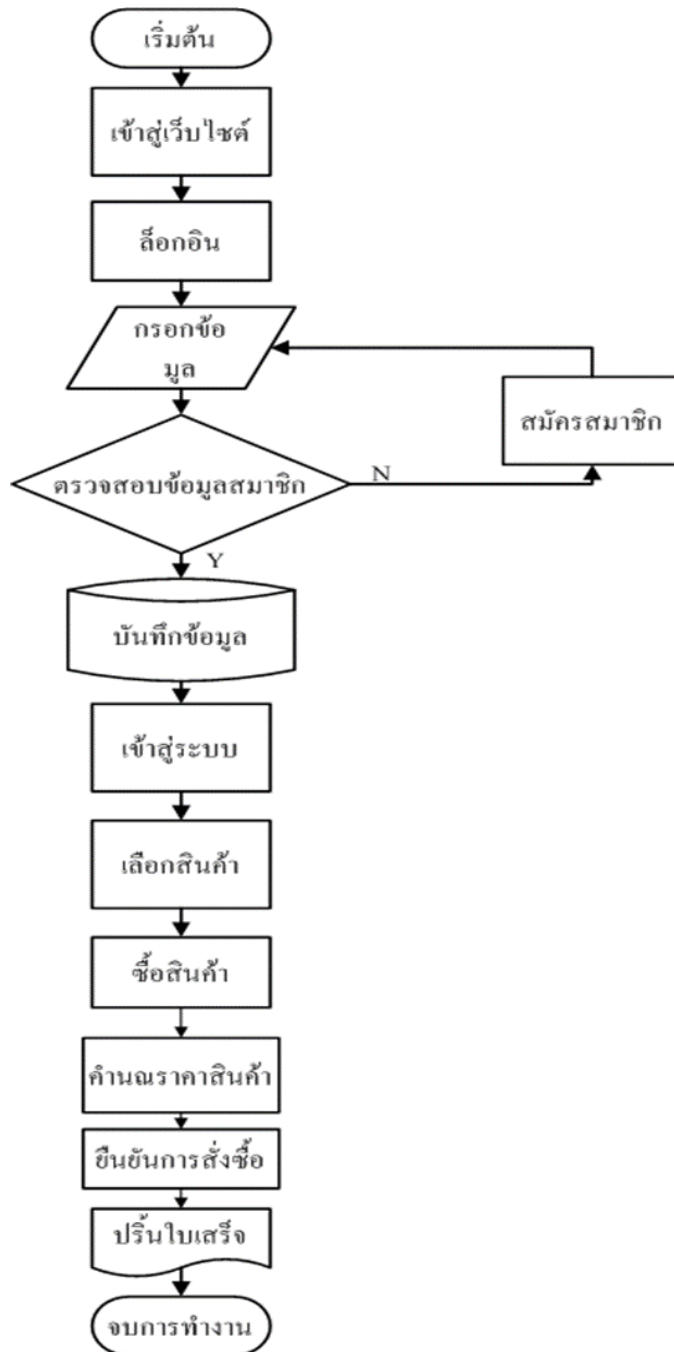 เริ่มต้น
เข้าสู่เว็บไซต์
ล็อกอิน
กรอกข้อ
มูล
สมัครสมาชิก
ตรวจสอบข้อมูลสมาชิก
N
Y
บันทึกข้อมูล
เข้าสู่ระบบ
เลือกสินค้า
ซื้อสินค้า
คำนณราคาสินค้า
ยืนยันการสั่งซื้อ
ปริ้นใบเสร็จ
จบการทำงาน